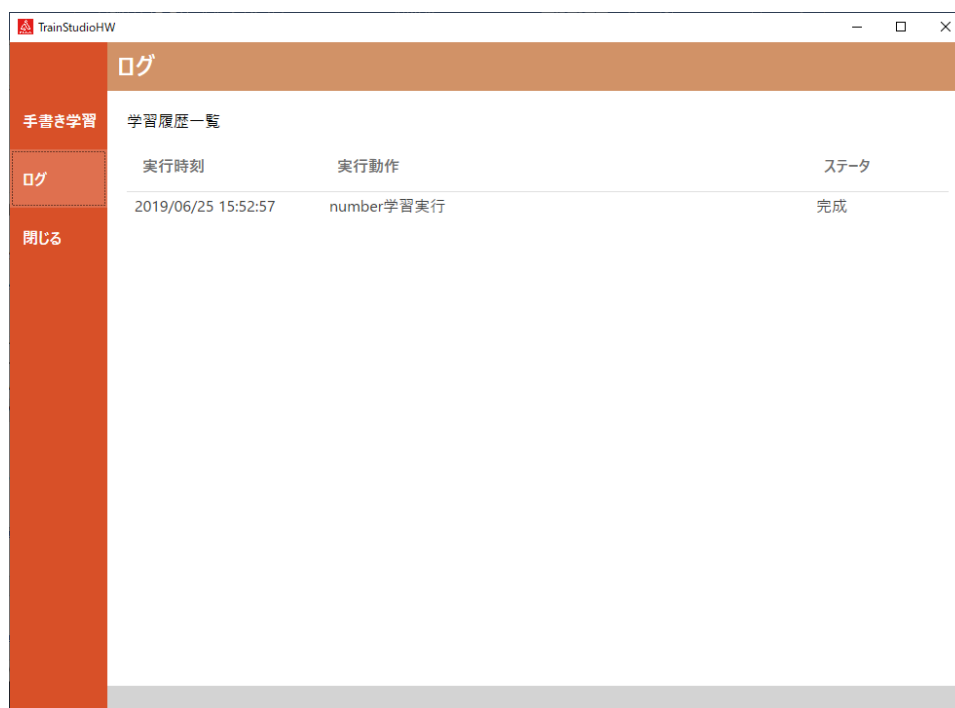 TrainStudioHW
ログ
手書き学習
ログ
閉じる
学習履歴一覧
実行時刻 実行動作 ステータ
2019/06/25 15:52:57 number学習実行 完成